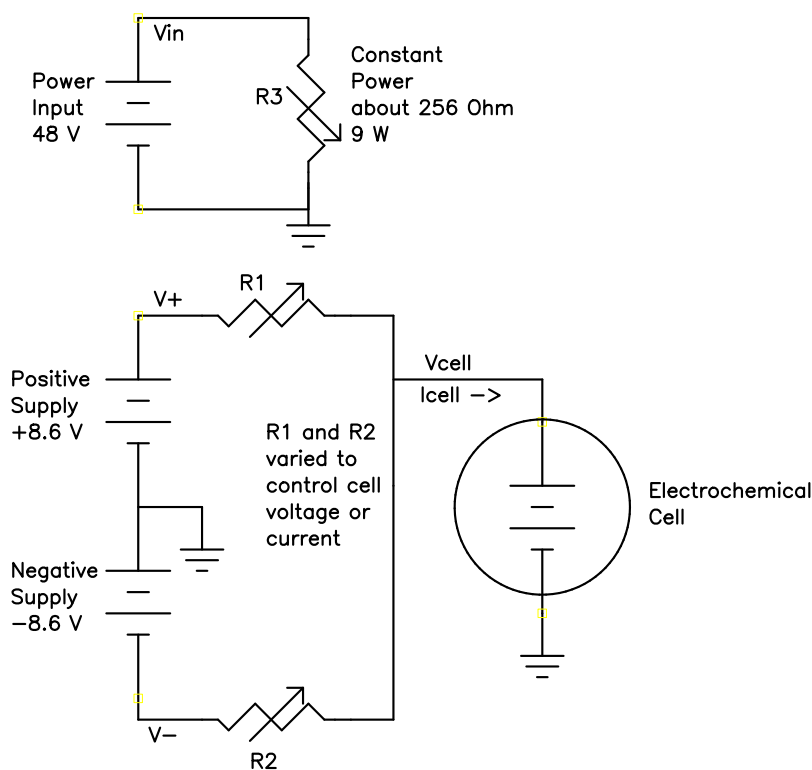 Vin
Power
Input
48 V
R3
Constant
Power
about 256 Ohm
9 W
R1
V+
Positive
Supply
+8.6 V
Vcell
Icell ->
R1 and R2
varied to
control cell
voltage or
current
Electrochemical
Cell
Negative
Supply
-8.6 V
V-
R2